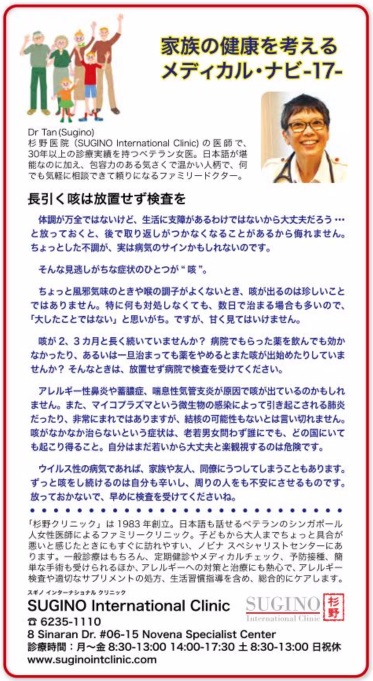 家族の健康を考える
メディカル・ナビ-17-
Dr Tan(Sugino)
杉野医院（SUGINO International Clinic)の医師で、
30年以上の診療実績を持つベテラン女医。日本語が堪
能なのに加え、包容力のある気さくで温かい人柄で、何
でも気軽に相談できて頼りになるファミリードクター。
長引く咳は放置せず検査を
体調が万全ではないけど、生活に支障があるわけではないから大丈夫だろう…
と放っておくと、後で取り返しがつかなくなることがあるから侮れません。
ちょっとした不調が、実は病気のサインかもしれないのです。
そんな見逃しがちな症状のひとつが“咳”。
ちょっと風邪気味のときや喉の調子がよくないとき、咳が出るのは珍しいこと
ではありません。特に何も対処しなくても、数日で治まる場合も多いので、
「大したことではない」と思いがち。ですが、甘く見てはいけません。
咳が2、3カ月と長く続いていませんか？ 病院でもらった薬を飲んでも効か
なかったり、あるいは一旦治まっても薬をやめるとまた咳が出始めたりしていま
せんか？ そんなときは、放置せず病院で検査を受けてください。
アレルギー性鼻炎や蓄膿症、喘息性気管支炎が原因で咳が出ているのかもしれ
ません。また、マイコプラズマという微生物の感染によって引き起こされる肺炎
だったり、非常にまれではありますが、結核の可能性もないとは言い切れません。
咳がなかなか治らないという症状は、老若男女問わず誰にでも、どの国にいて
も起こり得ること。自分はまだ若いから大丈夫と楽観視するのは危険です。
ウイルス性の病気であれば、家族や友人、同僚にうつしてしまうこともあります。
ずっと咳をし続けるのは自分も辛いし、周りの人をも不安にさせるものです。
放っておかないで、早めに検査を受けてくださいね。
「杉野クリニック」は1983年創立。日本語も話せるベテランのシンガポール
人女性医師によるファミリークリニック。子どもから大人までちょっと具合が
悪いと感じたときにもすぐに訪れやすい、ノビナ スペシャリストセンターにあ
ります。一般診療はもちろん、定期健診やメディカルチェック、予防接種、簡
単な手術も受けられるほか、アレルギーへの対策と治療にも熱心で、アレルギー
検査や適切なサプリメントの処方、生活習慣指導を含め、総合的にケアします。
スギノ インターナショナル クリニック
SUGINO International Clinic
☎ 6235-1110
SUGINO
International Clinic
杉野
8 Sinaran Dr. #06-15 Novena Specialist Center
診療時間：月〜金 8:30-13:00 14:00-17:30 土 8:30-13:00 日祝休
www.suginointclinic.com